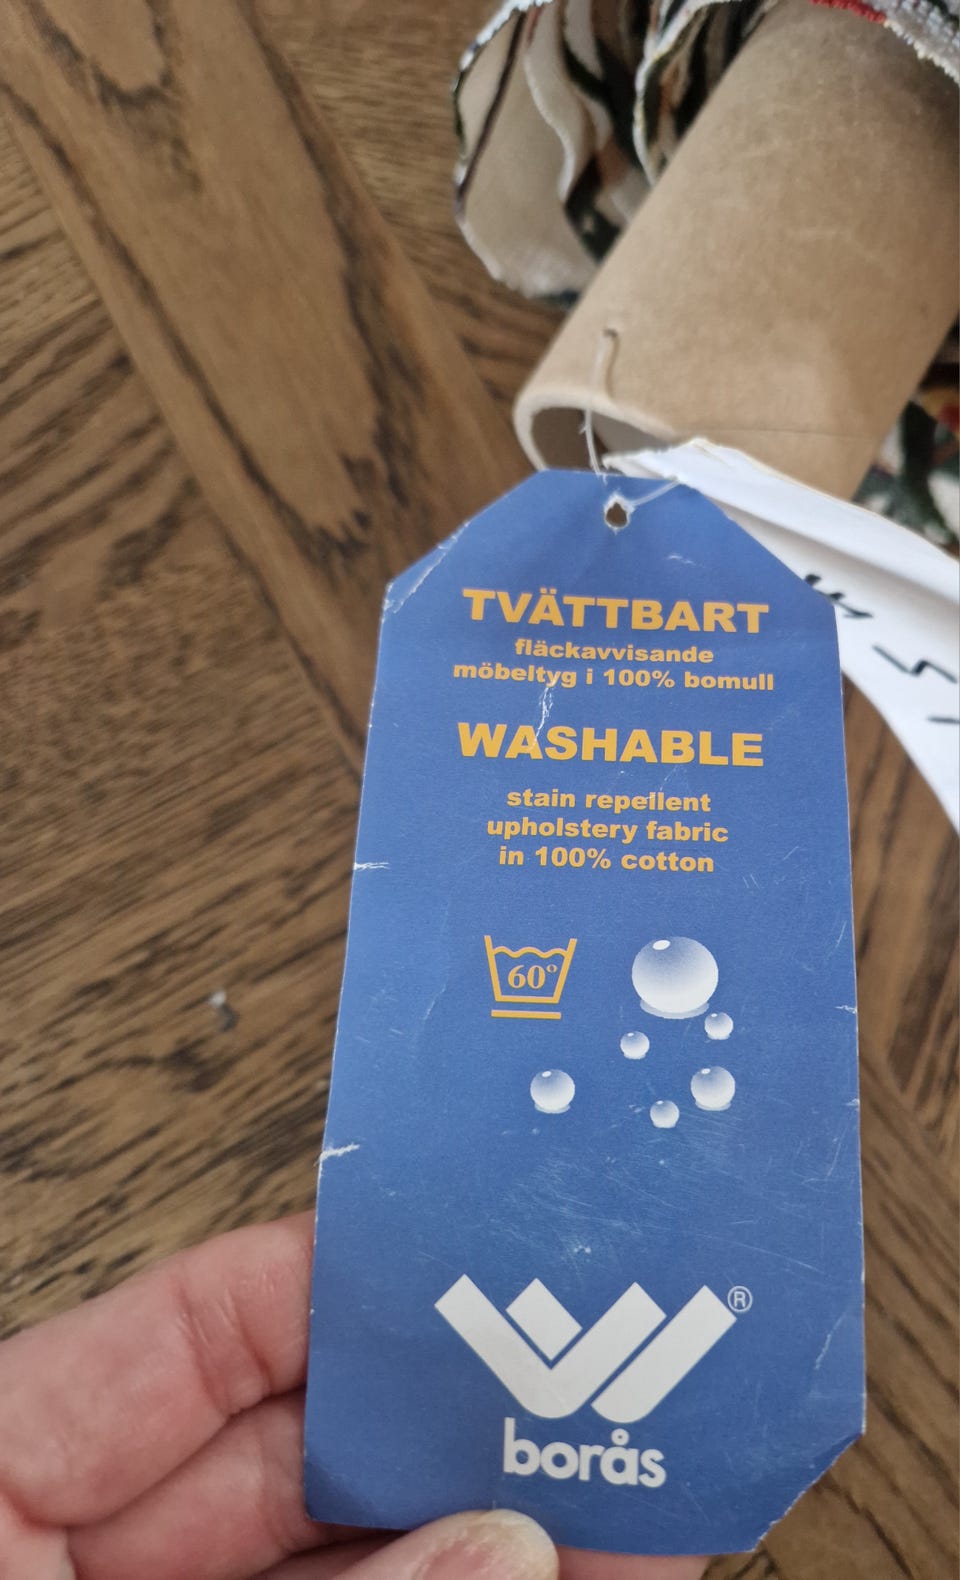 TVÄTTBART
fläckavvisande
möbeltyg i 100% bomull
WASHABLE
stain repellent
upholstery fabric
in 100% cotton
60°
®
borås